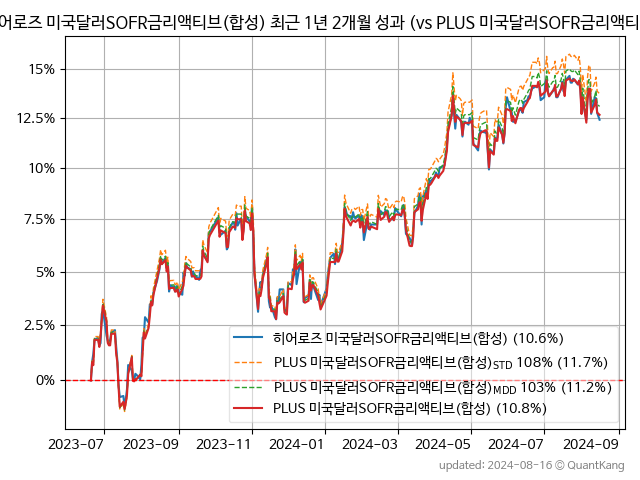 어로즈 미국달러SOFR금리액티브(합성) 최근 1년 2개월 성과 (vs PLUS 미국달러SOFR금리액티
15%
12.5%
10%
7.5%
5%
2.5%
0%
히어로즈 미국달러SOFR금리액티브(합성) (10.6%)
PLUS 미국달러SOFR금리액티브(합성)STD 108% (11.7%)
PLUS 미국달러SOFR금리액티브(합성)MDD 103% (11.2%)
PLUS 미국달러SOFR금리액티브(합성) (10.8%)
2023-07 2023-09 2023-11 2024-01 2024-03 2024-05 2024-07 2024-09
updated: 2024-08-16 © QuantKang